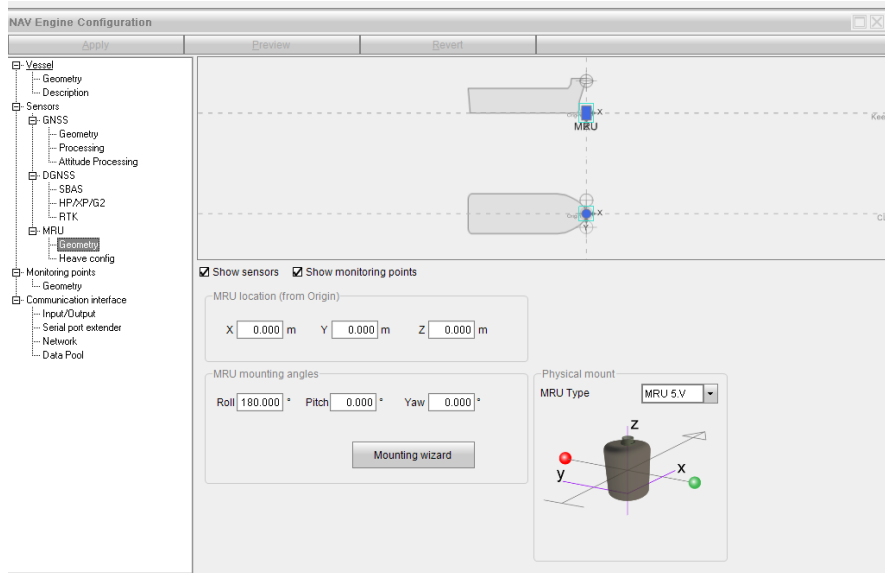 NAV Engine Configuration
Apply Preview Revert
Vessel
Geometry
Description
Sensors
GNSS
Geometry
Processing
Attitude Processing
DGNSS
SBAS
HP/XP/G2
RTK
MRU
Geometry
Heave config
Monitoring points
Geometry
Communication interface
Input/Output
Serial port extender
Network
Data Pool
X
MRU
Kee
X
Y
CL
Show sensors Show monitoring points
MRU location (from Origin)
X 0.000 m Y 0.000 m Z 0.000 m
MRU mounting angles
Roll 180.000 ° Pitch 0.000 ° Yaw 0.000 °
Mounting wizard
Physical mount
MRU Type MRU 5.V
z
y
x